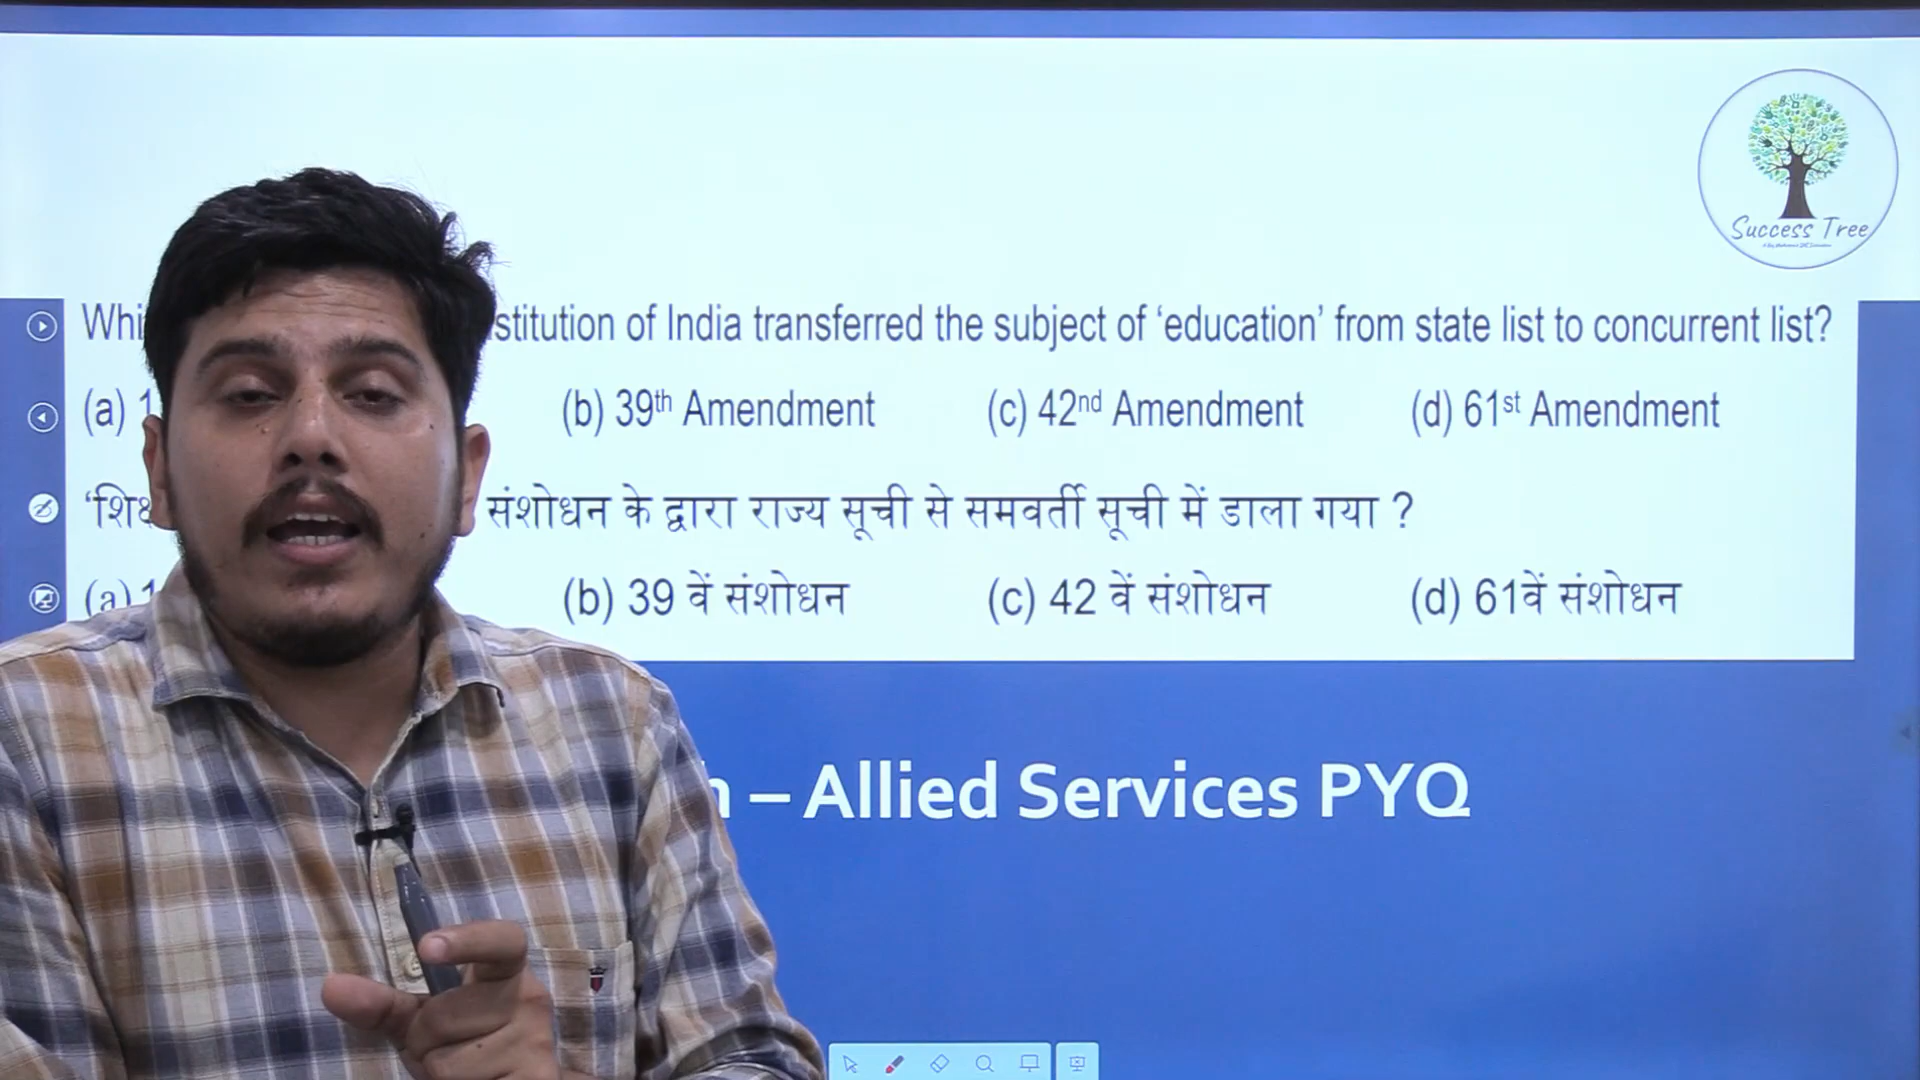 Success Tree
stitution of India transferred the subject of ‘education’ from state list to concurrent list?
(a) (b) 39th Amendment (c) 42nd Amendment (d) 61st Amendment
संशोधन के द्वारा राज्य सूची से समवर्ती सूची में डाला गया ?
(a) (b) 39 वें संशोधन (c) 42 वें संशोधन (d) 61वें संशोधन
– Allied Services PYQ